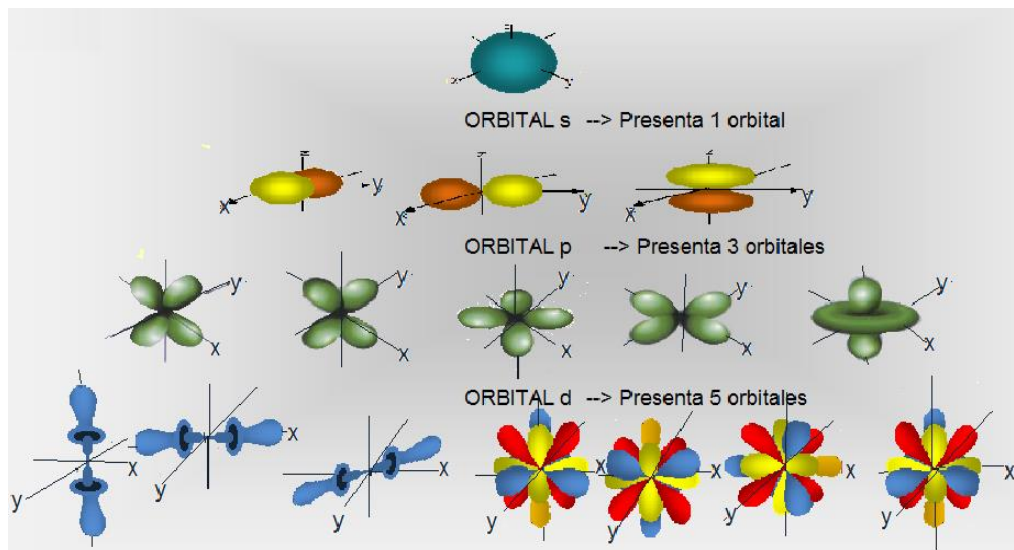 z
x y
ORBITAL s --> Presenta 1 orbital
z z z
y
x x y x y
ORBITAL p --> Presenta 3 orbitales
y y y y y
x x x x x
ORBITAL d --> Presenta 5 orbitales
x x x x x x
y y y y y y y